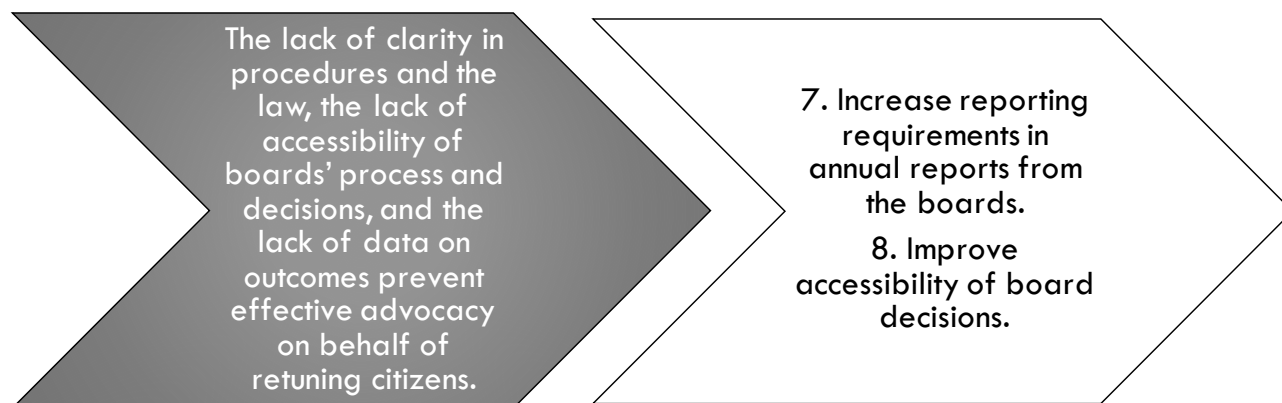 The lack of clarity in
procedures and the
law, the lack of
accessibility of
boards’ process and
decisions, and the
lack of data on
outcomes prevent
effective advocacy
on behalf of
retuning citizens.
7. Increase reporting
requirements in
annual reports from
the boards.
8. Improve
accessibility of board
decisions.